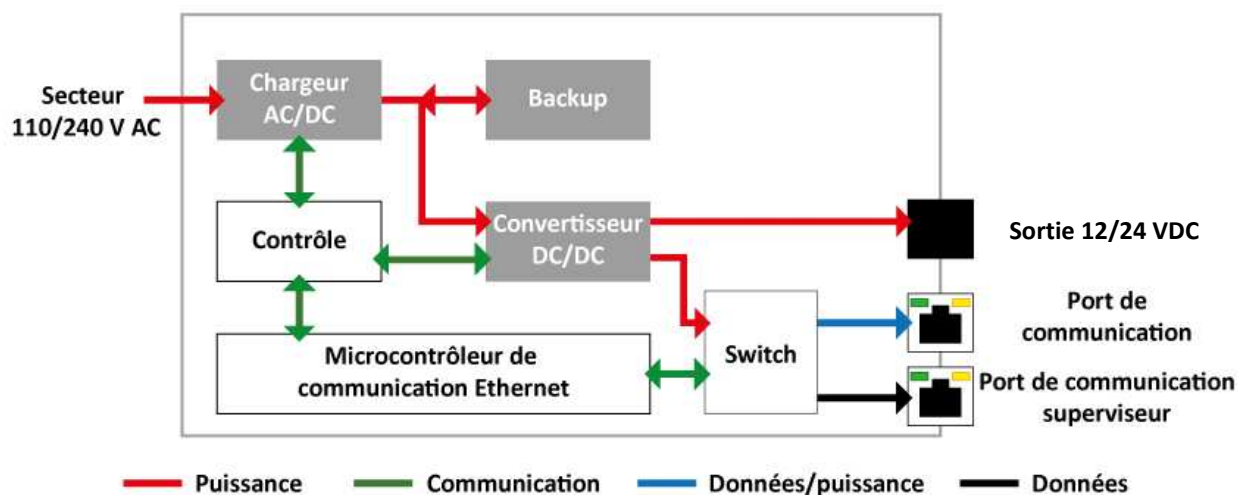 Secteur
110/240 V AC
Chargeur
AC/DC
Backup
Contrôle
Convertisseur
DC/DC
Sortie 12/24 VDC
Microcontrôleur de
communication Ethernet
Switch
Port de
communication
Port de communication
superviseur
Puissance
Communication
Données/puissance
Données